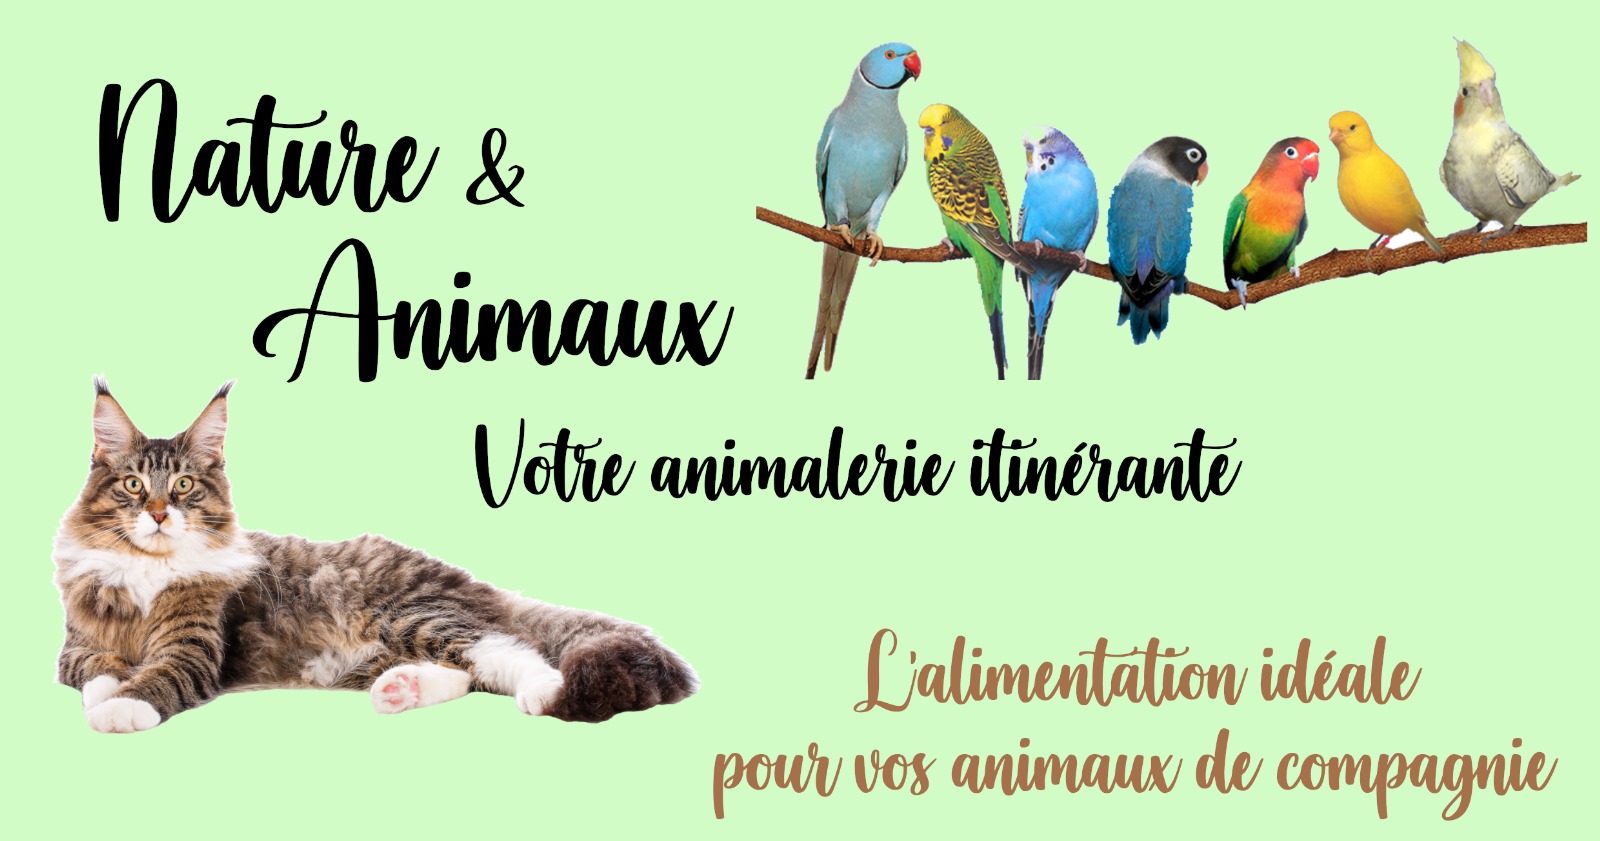 Nature &
Animaux
Votre animalerie itinérante
L'alimentation idéale
pour vos animaux de compagnie